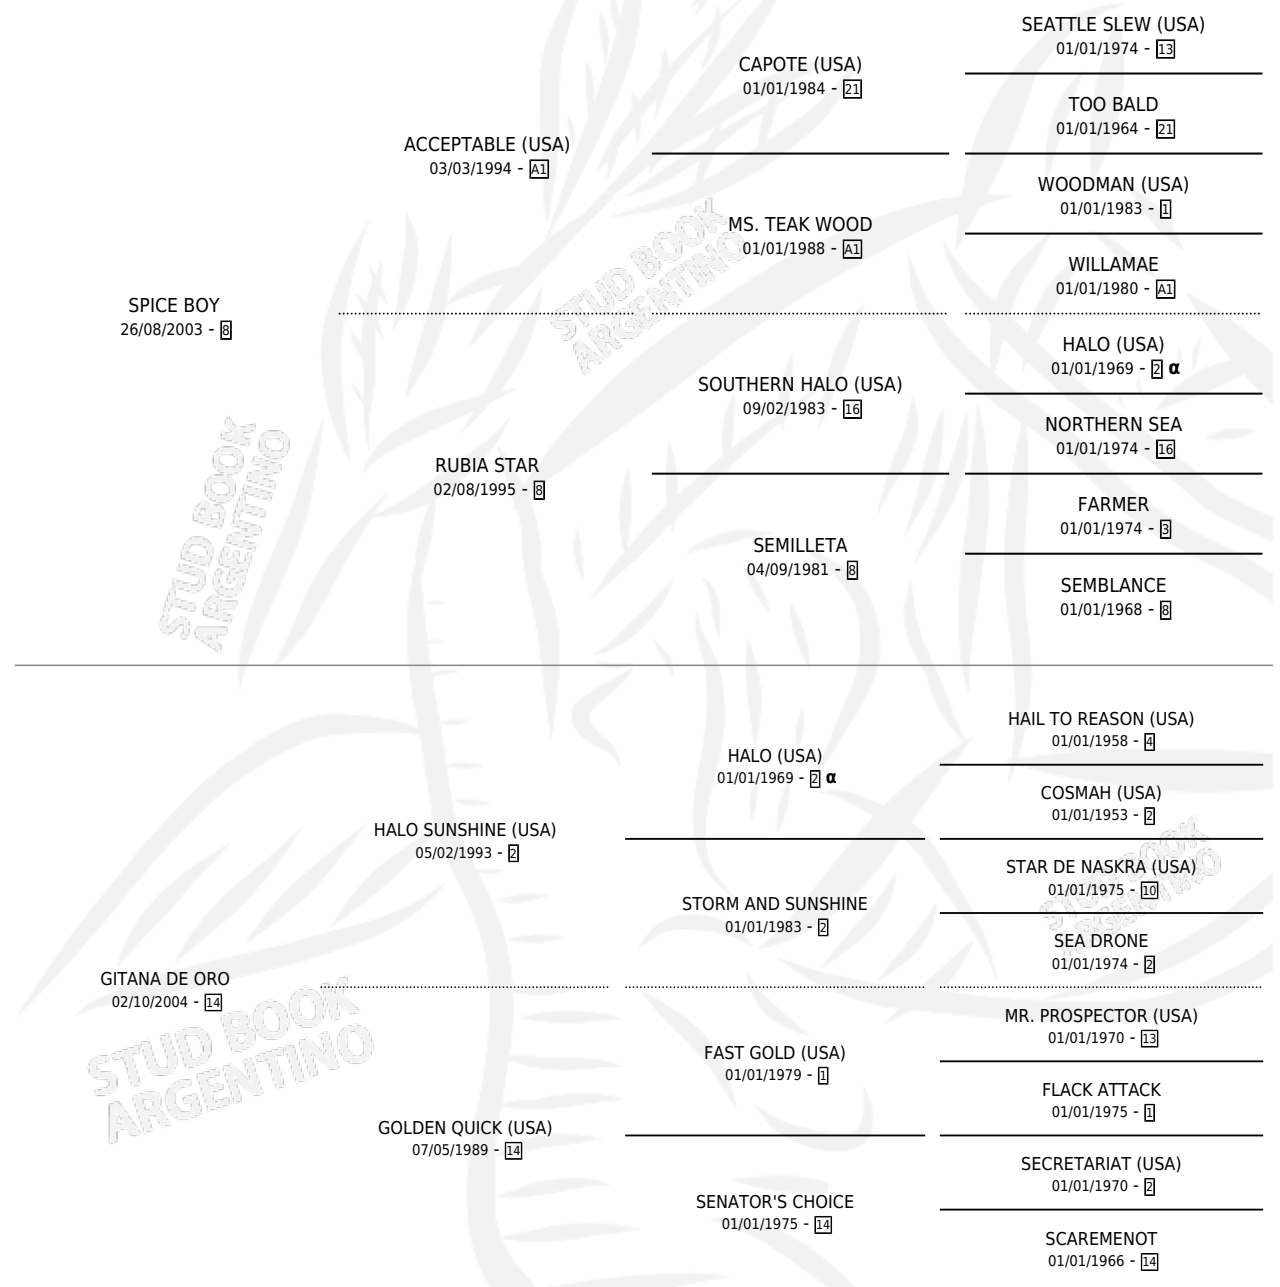 SEATTLE SLEW (USA)
01/01/1974 - 13
CAPOTE (USA)
01/01/1984 - 21
TOO BALD
01/01/1964 - 21
ACCEPTABLE (USA)
03/03/1994 - A1
WOODMAN (USA)
01/01/1983 - 1
MS. TEAK WOOD
01/01/1988 - A1
WILLAMAE
01/01/1980 - A1
SPICE BOY
26/08/2003 - 8
HALO (USA)
01/01/1969 - 2 α
SOUTHERN HALO (USA)
09/02/1983 - 16
NORTHERN SEA
01/01/1974 - 16
RUBIA STAR
02/08/1995 - 8
FARMER
01/01/1974 - 3
SEMILLETA
04/09/1981 - 8
SEMBLANCE
01/01/1968 - 8
HAIL TO REASON (USA)
01/01/1958 - 4
HALO (USA)
01/01/1969 - 2 α
COSMAH (USA)
01/01/1953 - 2
HALO SUNSHINE (USA)
05/02/1993 - 2
STAR DE NASKRA (USA)
01/01/1975 - 10
STORM AND SUNSHINE
01/01/1983 - 2
SEA DRONE
01/01/1974 - 2
GITANA DE ORO
02/10/2004 - 14
MR. PROSPECTOR (USA)
01/01/1970 - 13
FAST GOLD (USA)
01/01/1979 - 1
FLACK ATTACK
01/01/1975 - 1
GOLDEN QUICK (USA)
07/05/1989 - 14
SECRETARIAT (USA)
01/01/1970 - 2
SENATOR'S CHOICE
01/01/1975 - 14
SCAREMENOT
01/01/1966 - 14
STUD BOOK
ARGENTINO
STUD BOOK
ARGENTINO
STUD BOOK
ARGENTINO
STUD BOOK
ARGENTINO